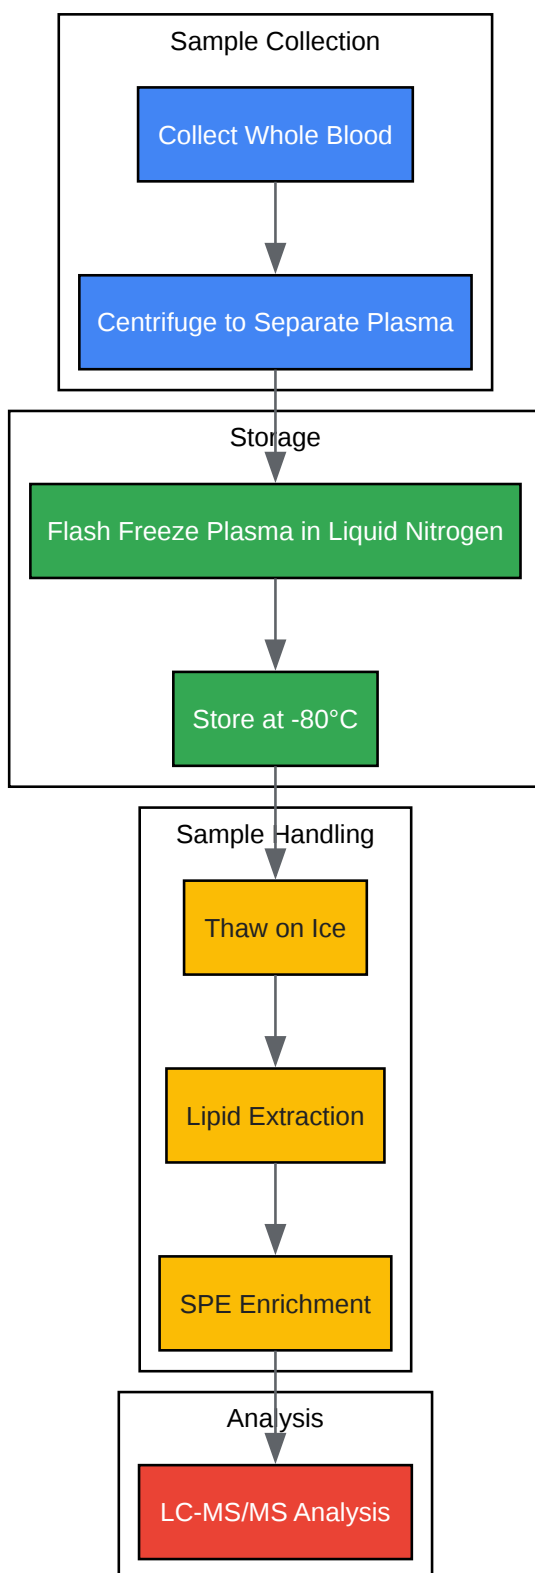 Sample Collection
Collect Whole Blood
Centrifuge to Separate Plasma
Storage
Flash Freeze Plasma in Liquid Nitrogen
Store at -80°C
Sample Handling
Thaw on Ice
Lipid Extraction
SPE Enrichment
Analysis
LC-MS/MS Analysis